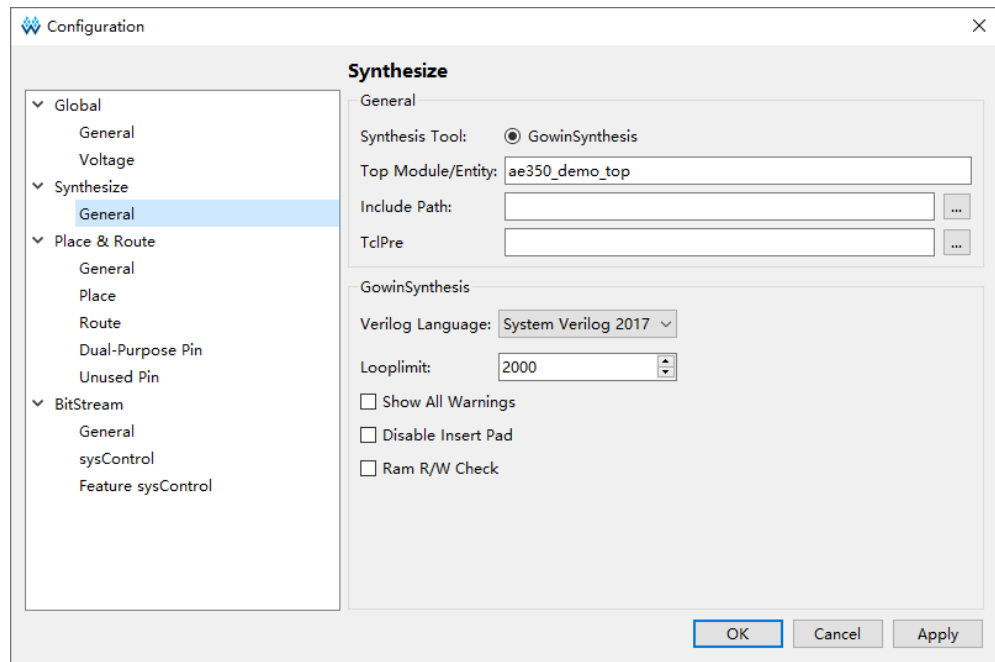 Configuration
Global
General
Voltage
Synthesize
General
Place & Route
General
Place
Route
Dual-Purpose Pin
Unused Pin
BitStream
General
sysControl
Feature sysControl
Synthesize
General
Synthesis Tool: GowinSynthesis
Top Module/Entity: ae350_demo_top
Include Path: ...
TclPre ...
GowinSynthesis
Verilog Language: System Verilog 2017
Looplimit: 2000
Show All Warnings
Disable Insert Pad
Ram R/W Check
OK Cancel Apply